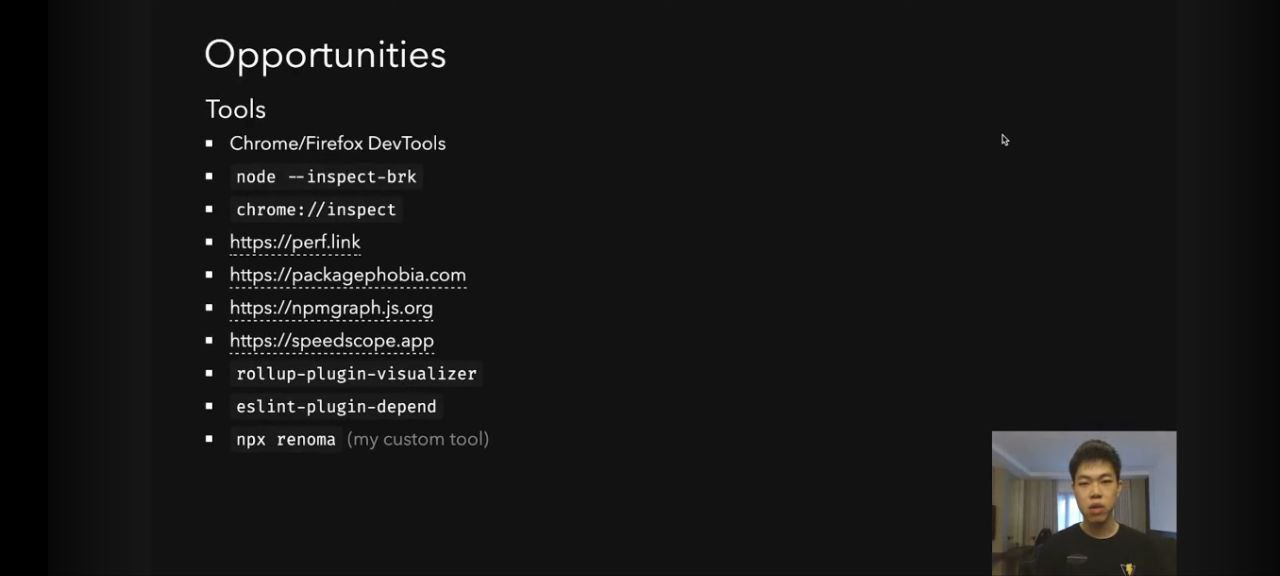 Opportunities
Tools
Chrome/Firefox DevTools
node --inspect-brk
chrome://inspect
https://perf.link
https://packagephobia.com
https://npmgraph.js.org
https://speedscope.app
rollup-plugin-visualizer
eslint-plugin-depend
npx renoma (my custom tool)